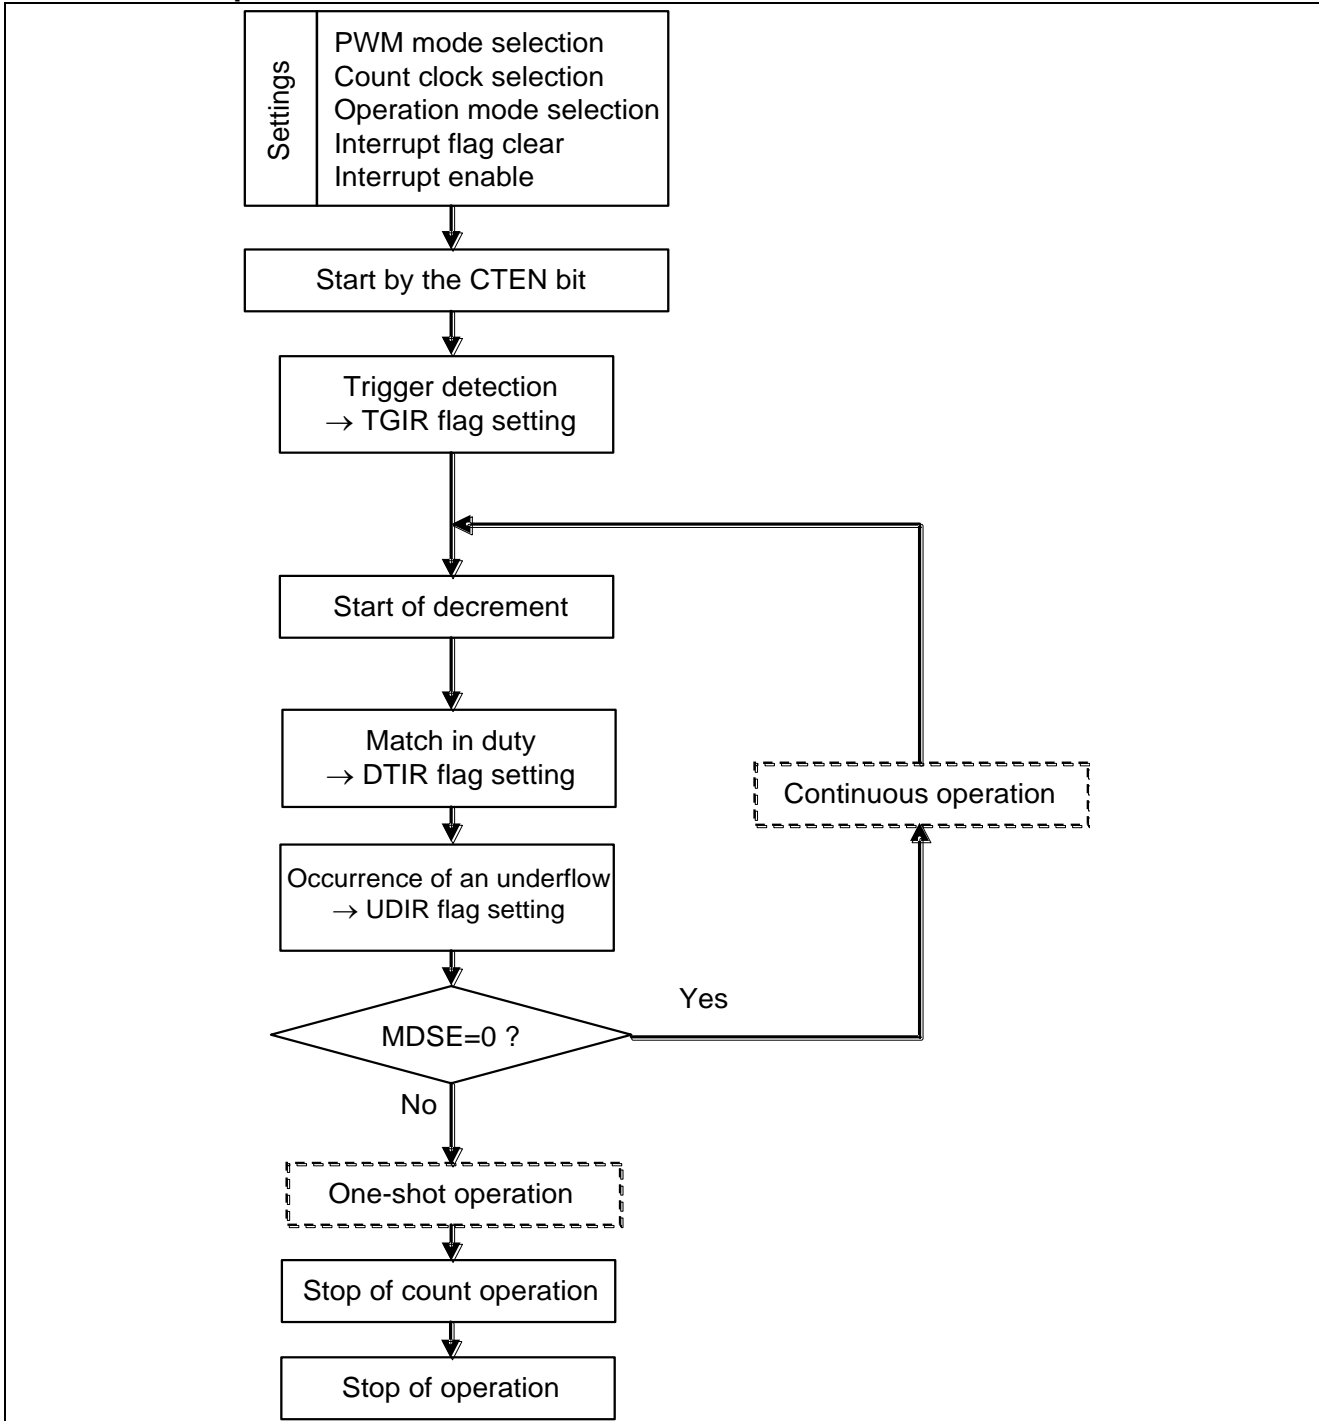 Settings
PWM mode selection
Count clock selection
Operation mode selection
Interrupt flag clear
Interrupt enable
Start by the CTEN bit
Trigger detection
→ TGIR flag setting
Start of decrement
Match in duty
→ DTIR flag setting
Continuous operation
Occurrence of an underflow
→ UDIR flag setting
Yes
MDSE=0 ?
No
One-shot operation
Stop of count operation
Stop of operation